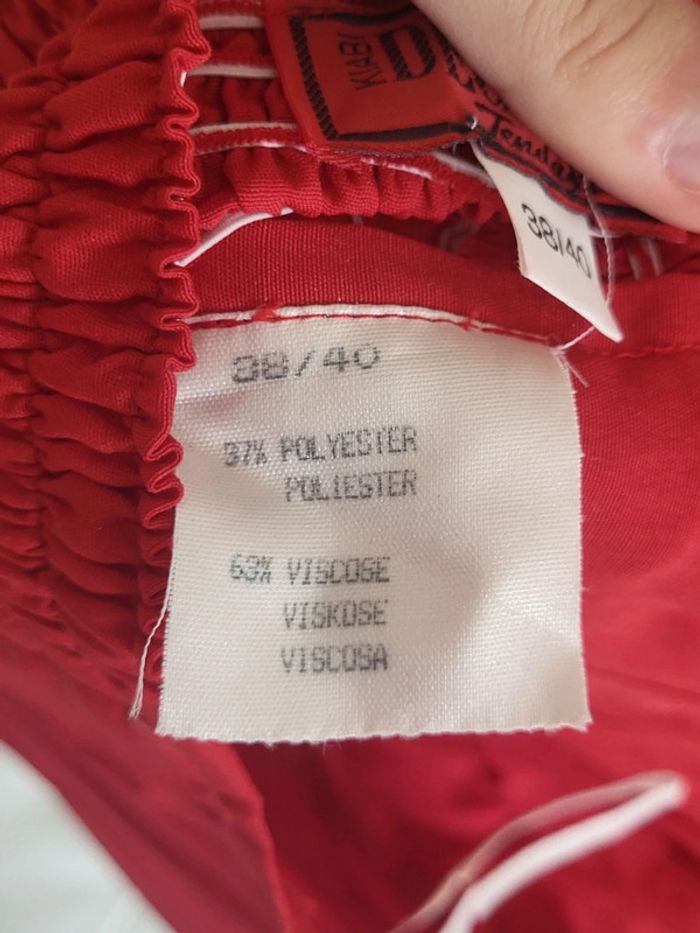 KIABI
38/40
38/40
37% POLYESTER
POLIESTER
63% VISCOSE
VISKOSE
VISCOSA